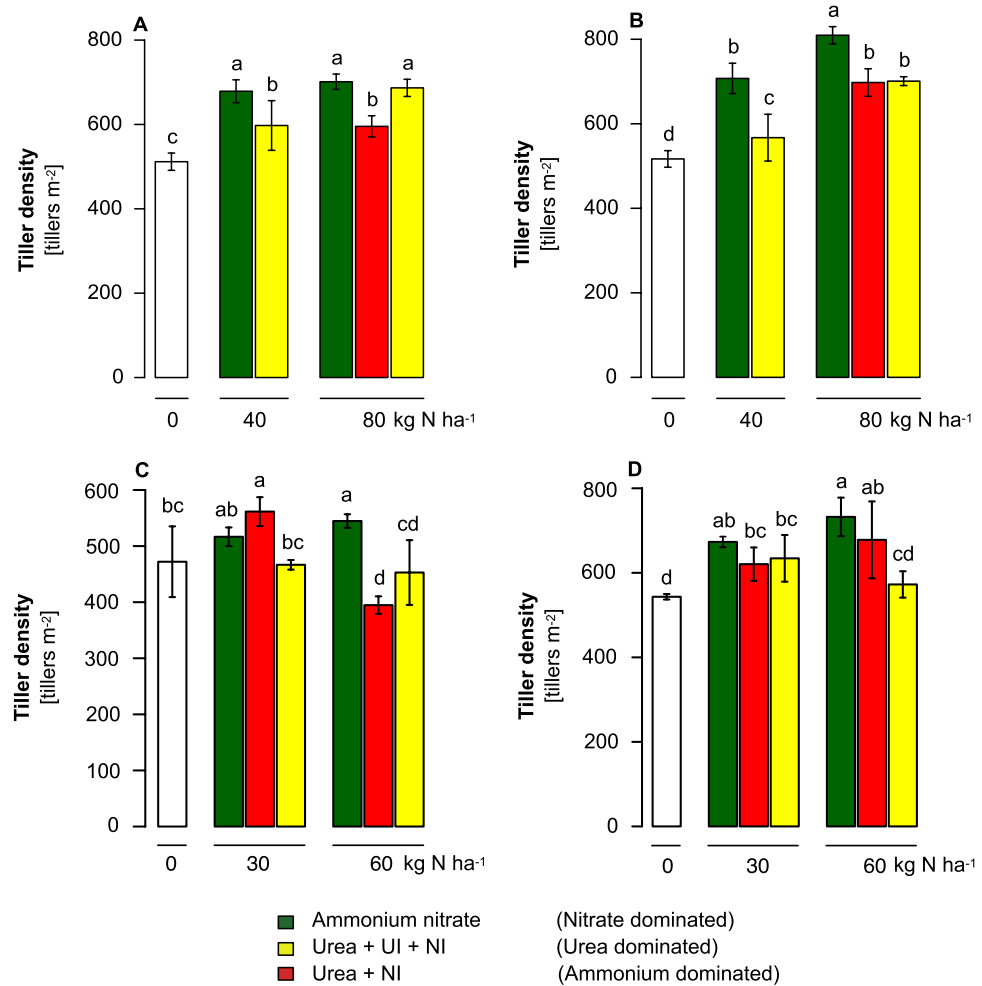 A
800
600
400
200
0
Tiller density
[tillers m-2]
c
a
b
a
b
a
0
40
80 kg N ha-1
B
800
600
400
200
0
Tiller density
[tillers m-2]
d
b
c
a
b
b
0
40
80 kg N ha-1
C
600
500
400
300
200
100
0
Tiller density
[tillers m-2]
bc
ab
a
bc
a
d
cd
0
30
60 kg N ha-1
D
800
600
400
200
0
Tiller density
[tillers m-2]
d
ab
bc
bc
a
ab
cd
0
30
60 kg N ha-1
Ammonium nitrate (Nitrate dominated)
Urea + UI + NI (Urea dominated)
Urea + NI (Ammonium dominated)